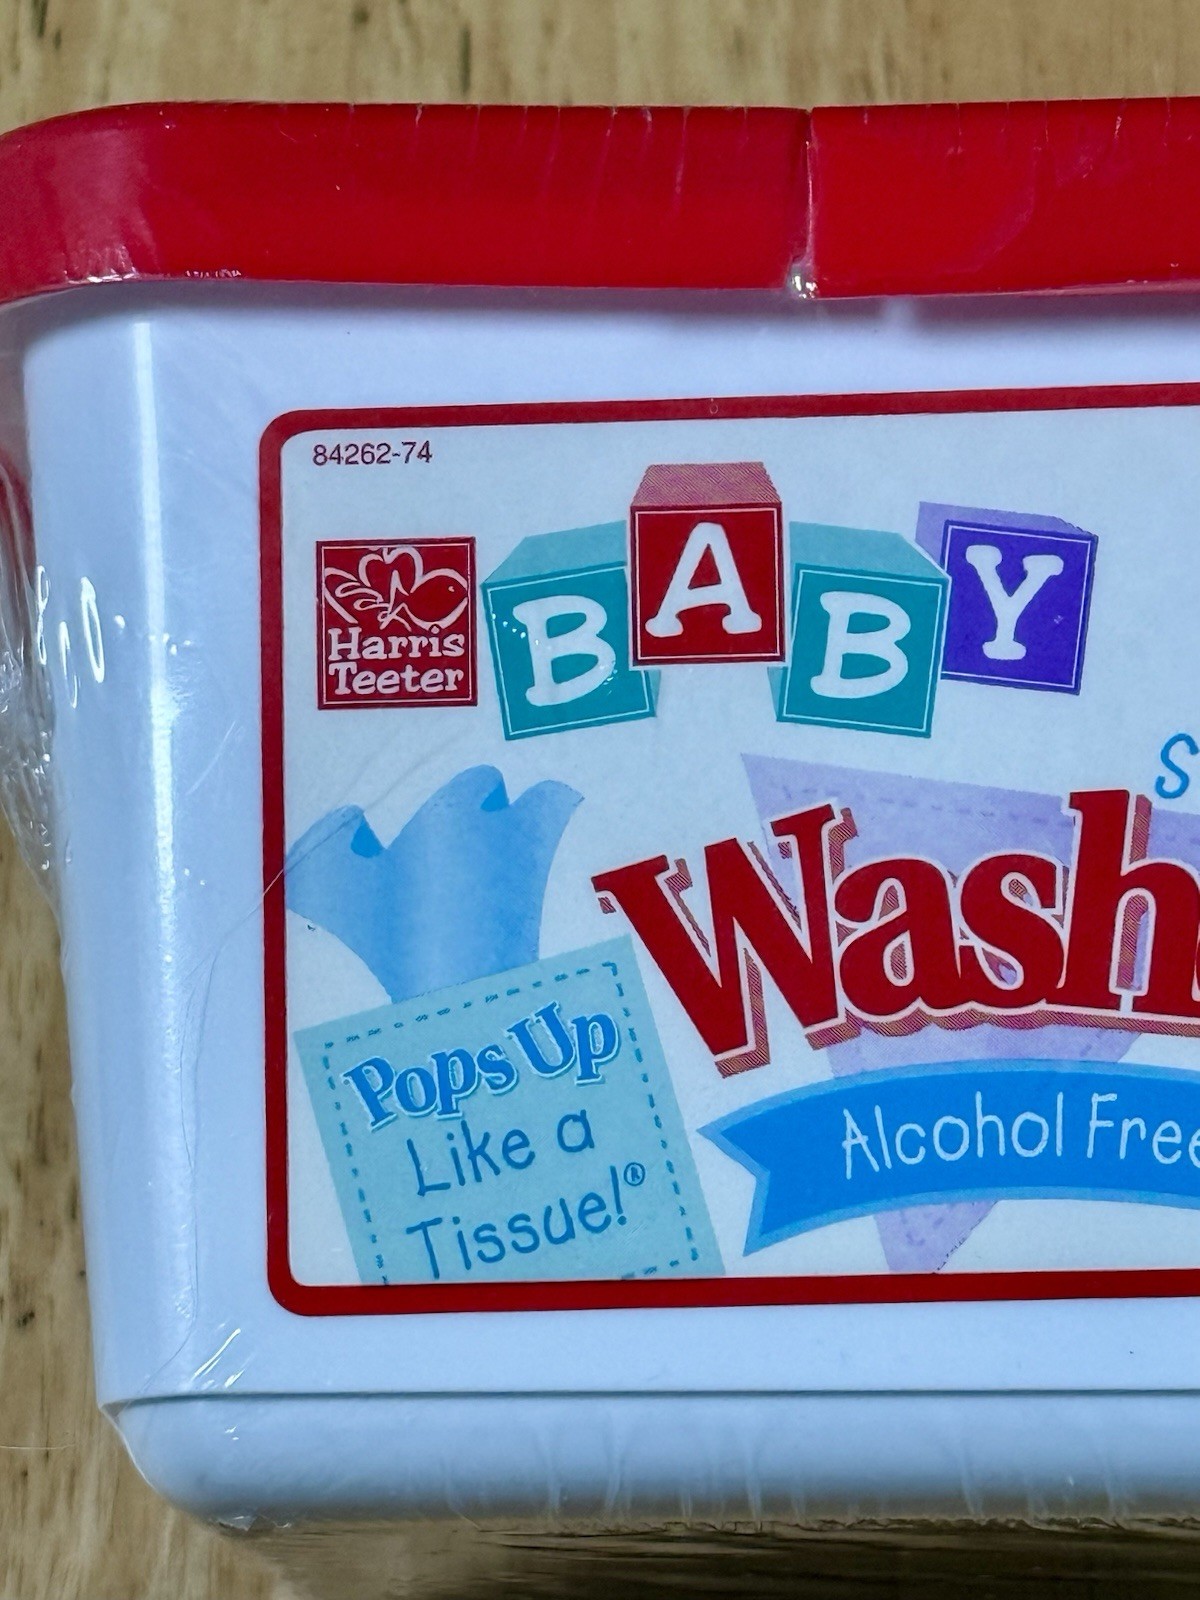 84262-74
Harris
Teeter
BABY
Wash
Alcohol Free
Pops Up
Like a
Tissue!®